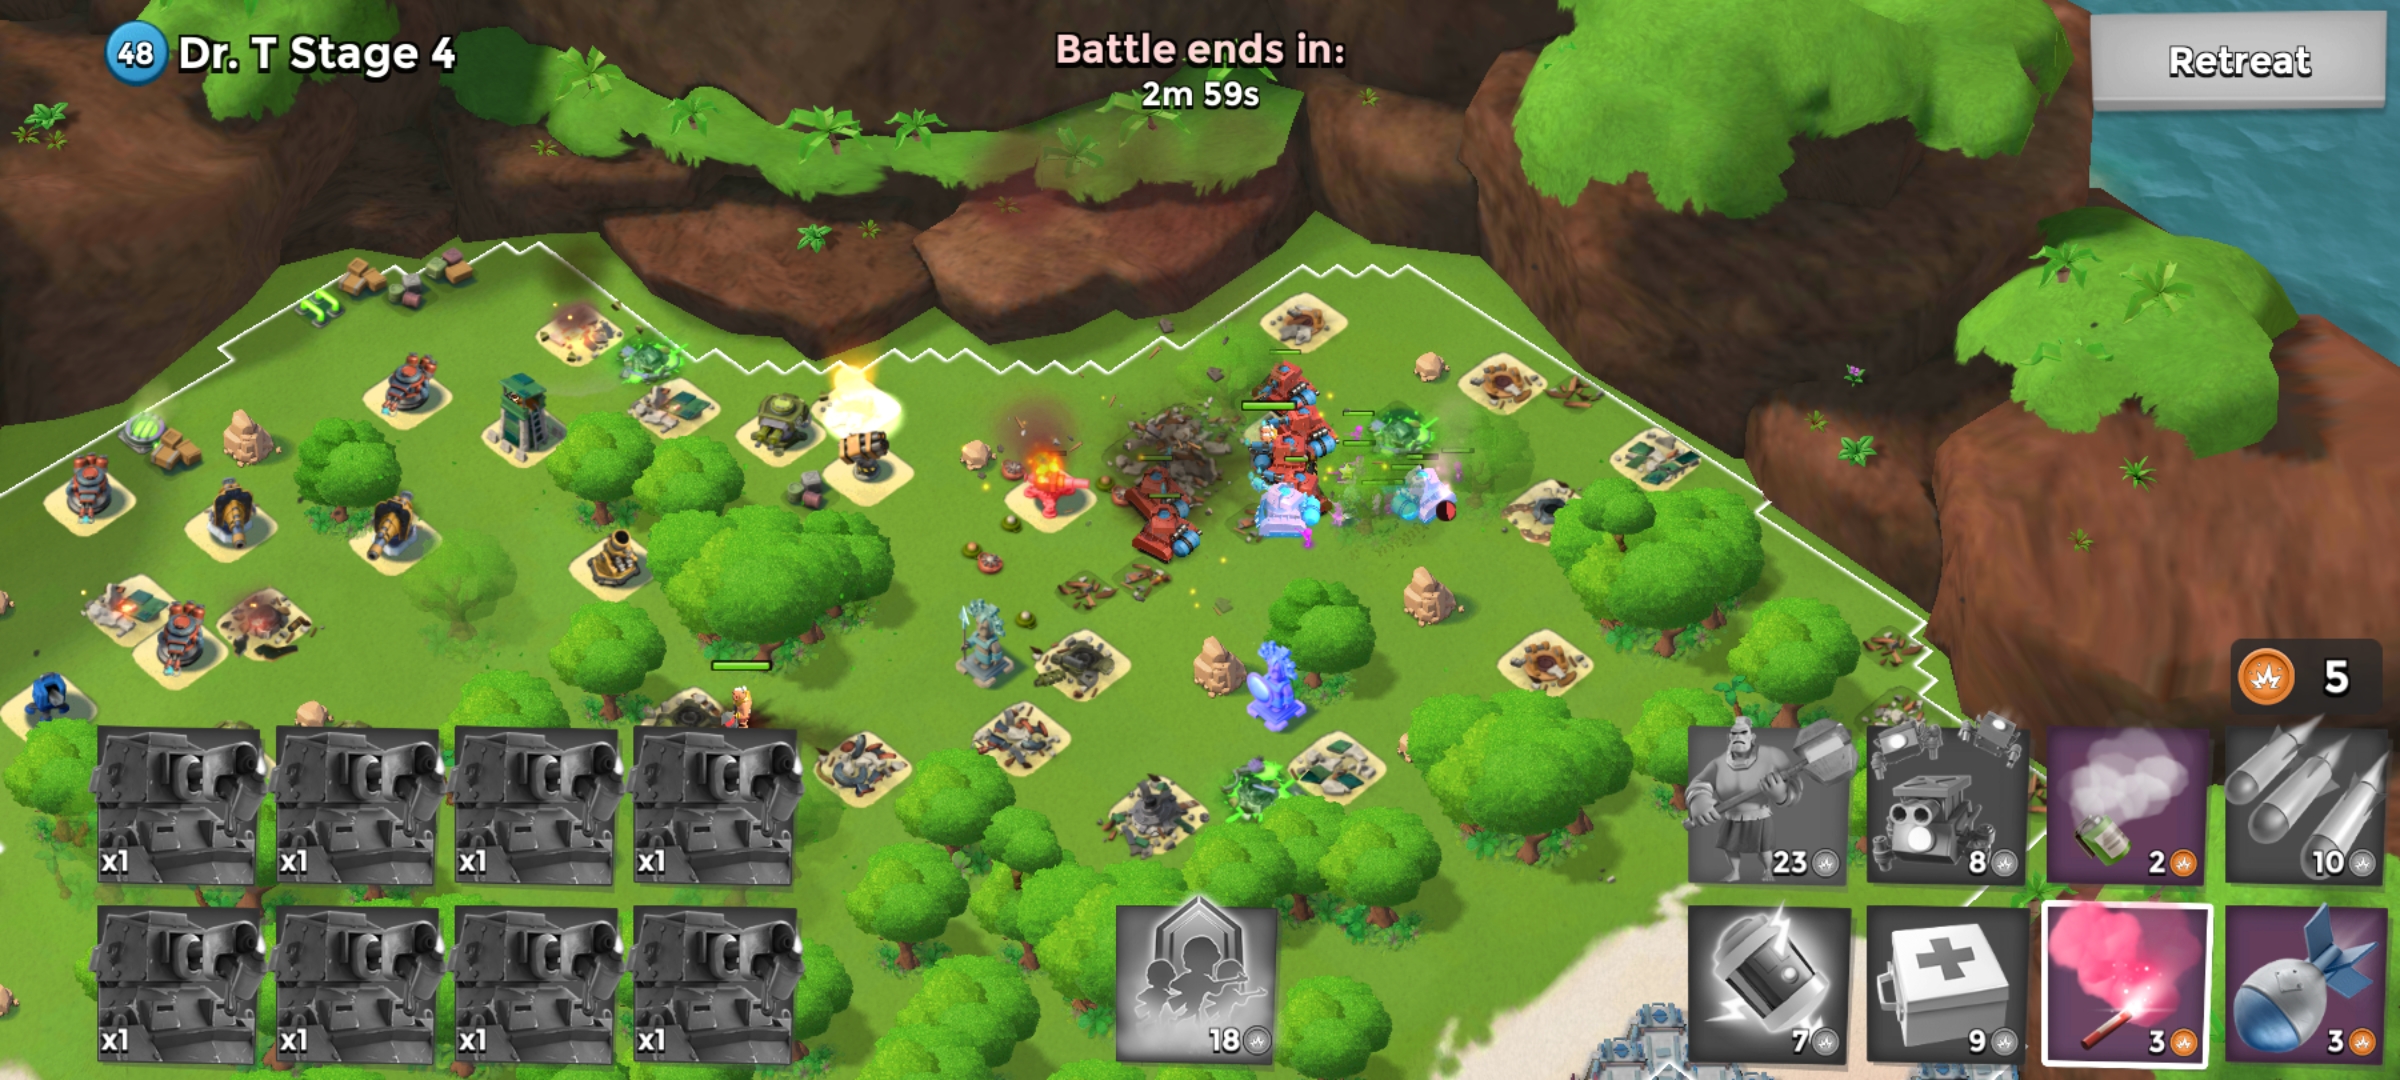 48 Dr. T Stage 4
Battle ends in:
2m 59s
Retreat
5
x1 x1 x1 x1
23 8 2 10
x1 x1 x1 x1
18
7 9 3 3